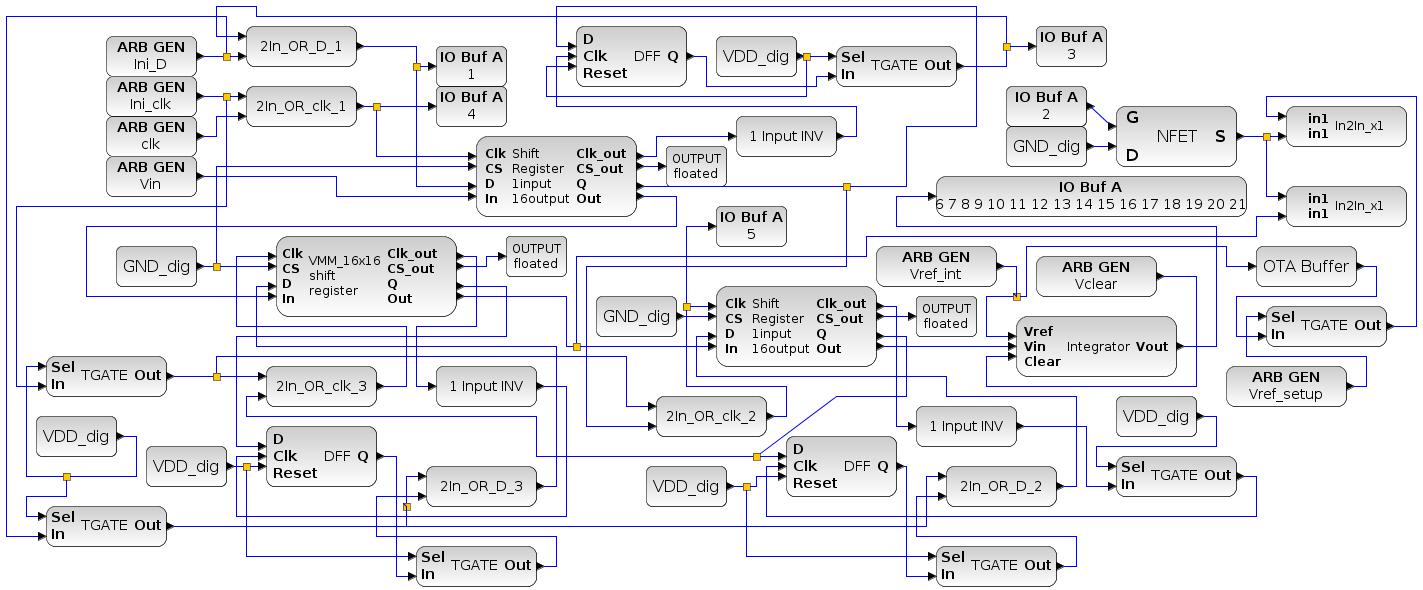 ARB GEN
Ini_D
2In_OR_D_1
IO Buf A
1
D
Clk DFF Q
Reset
VDD_dig
Sel
In TGATE Out
IO Buf A
3
ARB GEN
Ini_clk
2In_OR_clk_1
IO Buf A
4
ARB GEN
clk
ARB GEN
Vin
Clk Shift Clk_out
CS Register CS_out
D 1input Q
In 16output Out
1 Input INV
OUTPUT
floated
IO Buf A
2
GND_dig
G
NFET S
D
in1
in1 In2In_x1
IO Buf A
6 7 8 9 10 11 12 13 14 15 16 17 18 19 20 21
in1
in1 In2In_x1
IO Buf A
5
GND_dig
Clk VMM_16x16 Clk_out
CS shift CS_out
D register Q
In Out
OUTPUT
floated
ARB GEN
Vref_int
ARB GEN
Vclear
OTA Buffer
GND_dig
Clk Shift Clk_out
CS Register CS_out
D 1input Q
In 16output Out
OUTPUT
floated
Vref
Vin Integrator Vout
Clear
Sel
In TGATE Out
ARB GEN
Vref_setup
Sel
In TGATE Out
2In_OR_clk_3
1 Input INV
2In_OR_clk_2
1 Input INV
VDD_dig
VDD_dig
VDD_dig
D
Clk DFF Q
Reset
2In_OR_D_3
VDD_dig
D
Clk DFF Q
Reset
2In_OR_D_2
Sel
In TGATE Out
Sel
In TGATE Out
Sel
In TGATE Out
Sel
In TGATE Out